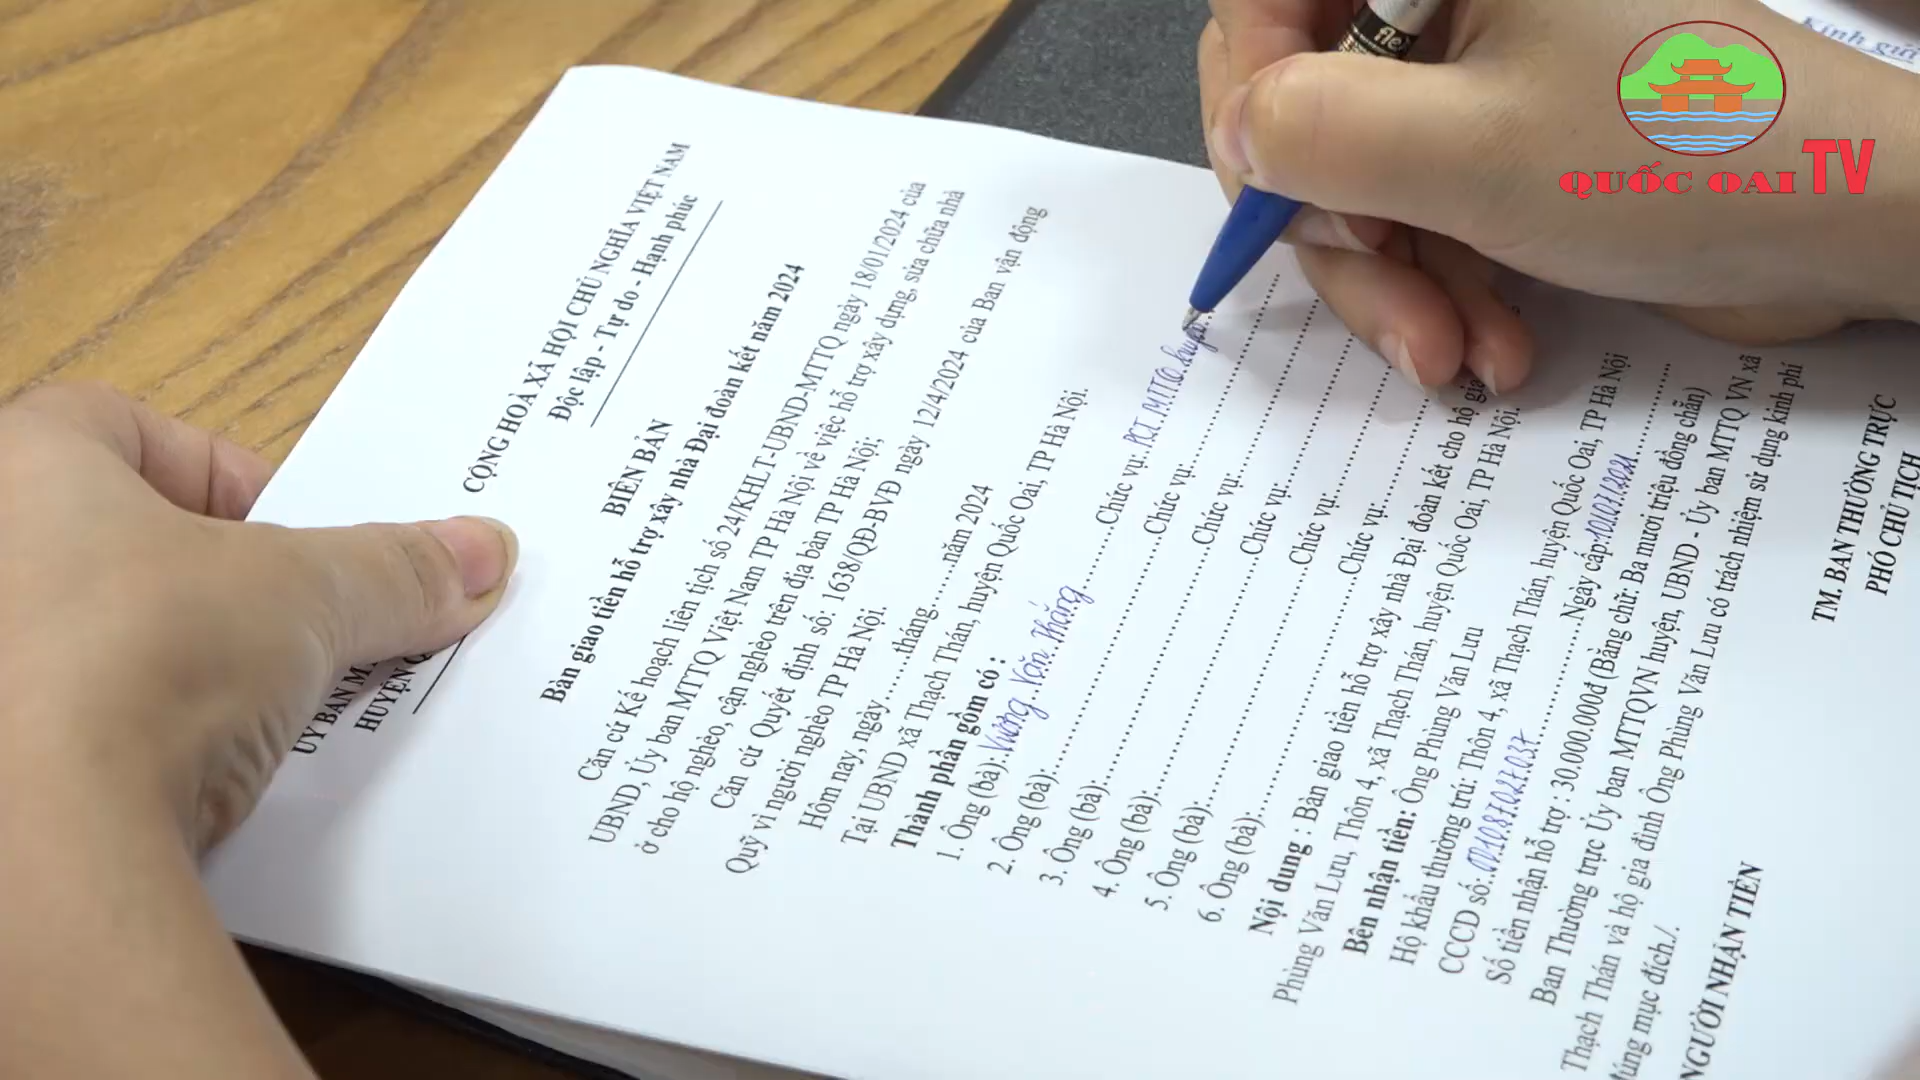 Kính gửi
QUỐC OAI TV
CỘNG HOÀ XÃ HỘI CHỦ NGHĨA VIỆT NAM
Độc lập - Tự do - Hạnh phúc
ỦY BAN M
HUYỆN Q
BIÊN BẢN
Bàn giao tiền hỗ trợ xây nhà Đại đoàn kết năm 2024
Căn cứ Kế hoạch liên tịch số 24/KHLT-UBND-MTTQ ngày 18/01/2024 của
UBND, Ủy ban MTTQ Việt Nam TP Hà Nội về việc hỗ trợ xây dựng, sửa chữa nhà
ở cho hộ nghèo, cận nghèo trên địa bàn TP Hà Nội;
Căn cứ Quyết định số: 1638/QĐ-BVĐ ngày 12/4/2024 của Ban vận động
Quỹ vì người nghèo TP Hà Nội.
Hôm nay, ngày ........tháng..........năm 2024
Tại UBND xã Thạch Thán, huyện Quốc Oai, TP Hà Nội.
Thành phần gồm có :
1. Ông (bà): Vương Văn Thắng..........Chức vụ: PCT MTTQ huyện
2. Ông (bà):..........Chức vụ:..........
3. Ông (bà):..........Chức vụ:..........
4. Ông (bà):..........Chức vụ:..........
5. Ông (bà):..........Chức vụ:..........
6. Ông (bà):..........Chức vụ:..........
Nội dung : Bàn giao tiền hỗ trợ xây nhà Đại đoàn kết cho hộ gia
Phùng Văn Lưu, Thôn 4, xã Thạch Thán, huyện Quốc Oai, TP Hà Nội.
Bên nhận tiền: Ông Phùng Văn Lưu
Hộ khẩu thường trú: Thôn 4, xã Thạch Thán, huyện Quốc Oai, TP Hà Nội
CCCD số: 001087027037.......... Ngày cấp: 10/07/2021..........
Số tiền nhận hỗ trợ : 30.000.000đ (Bằng chữ: Ba mươi triệu đồng chẵn)
Ban Thường trực Ủy ban MTTQVN huyện, UBND - Ủy ban MTTQ VN xã
Thạch Thán và hộ gia đình Ông Phùng Văn Lưu có trách nhiệm sử dụng kinh phí
đúng mục đích./.
NGƯỜI NHẬN TIỀN
TM. BAN THƯỜNG TRỰC
PHÓ CHỦ TỊCH